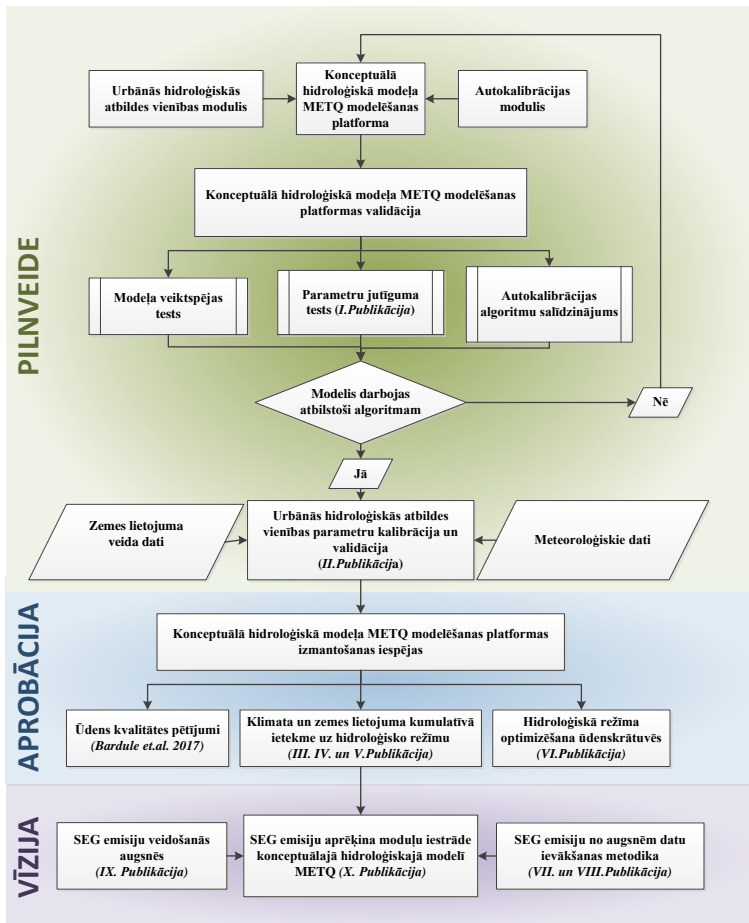 PILNVEIDE
Urbānās hidroloģiskās
atbildes vienības modulis
Konceptuālā
hidroloģiskā modeļa
METQ modelēšanas
platforma
Autokalibrācijas
modulis
Konceptuālā hidroloģiskā modeļa METQ modelēšanas
platformas validācija
Modeļa veiktspējas
tests
Parametru jutīguma
tests (I.Publikācija)
Autokalibrācijas
algoritmu salīdzinājums
Modelis darbojas
atbilstoši algoritmam
Nē
Jā
Zemes lietojuma
veida dati
Urbānās hidroloģiskās atbildes
vienības parametru kalibrācija un
validācija
(II.Publikācija)
Meteoroloģiskie dati
APROBĀCIJA
Konceptuālā hidroloģiskā modeļa METQ modelēšanas platformas
izmantošanas iespējas
Ūdens kvalitātes pētījumi
(Bardule et.al. 2017)
Klimata un zemes lietojuma kumulatīvā
ietekme uz hidroloģisko režīmu
(III. IV. un V.Publikācija)
Hidroloģiskā režīma
optimizēšana ūdenskrātuvēs
(VI.Publikācija)
VĪZIJA
SEG emisiju veidošanās
augsnēs
(IX. Publikācija)
SEG emisiju aprēķina moduļu iestrāde
konceptuālajā hidroloģiskajā modelī
METQ (X. Publikācija)
SEG emisiju no augsnēm datu
ievākšanas metodika
(VII. un VIII.Publikācija)